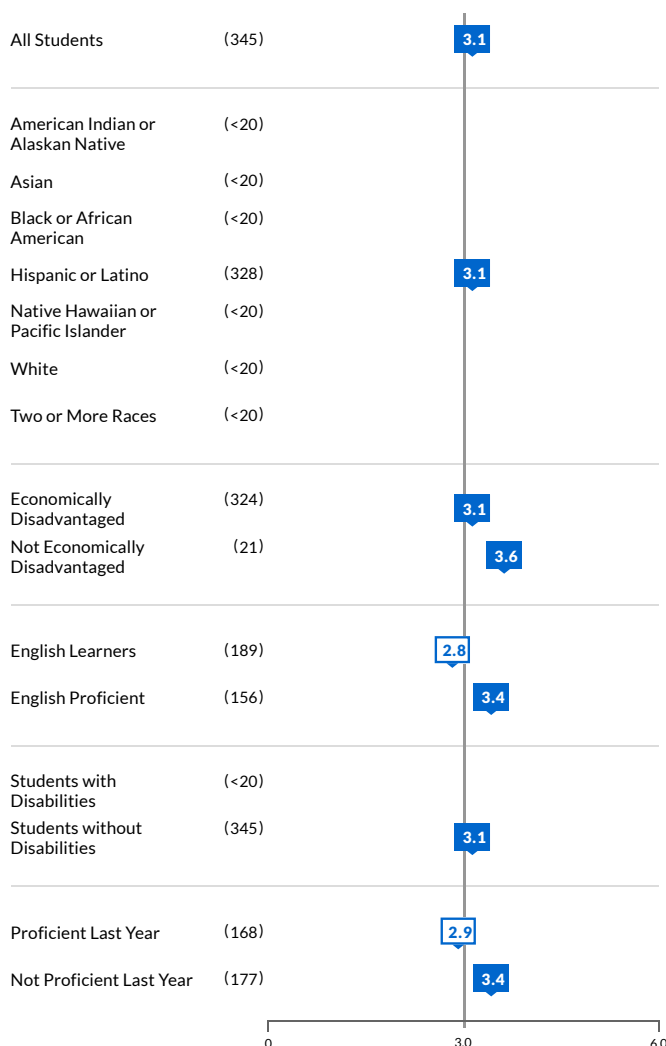 All Students (345) 3.1
American Indian or (<20)
Alaskan Native
Asian (<20)
Black or African (<20)
American
Hispanic or Latino (328) 3.1
Native Hawaiian or (<20)
Pacific Islander
White (<20)
Two or More Races (<20)
Economically (324) 3.1
Disadvantaged
Not Economically (21) 3.6
Disadvantaged
English Learners (189) 2.8
English Proficient (156) 3.4
Students with (<20)
Disabilities
Students without (345) 3.1
Disabilities
Proficient Last Year (168) 2.9
Not Proficient Last Year (177) 3.4
0 3.0 6.0